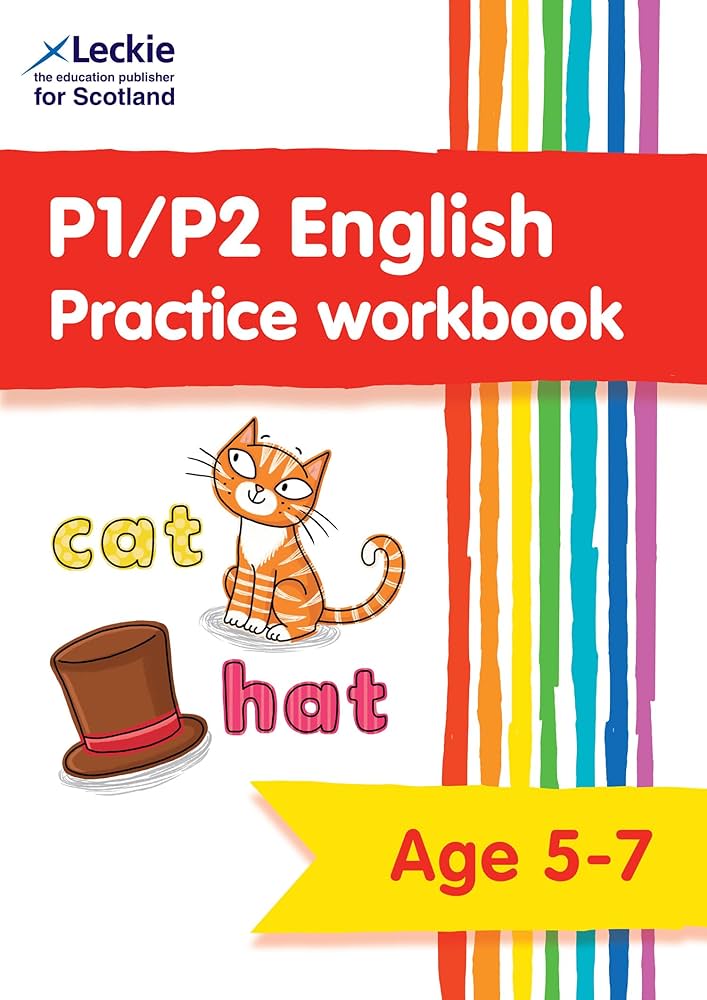 Leckie
the education publisher
for Scotland
P1/P2 English
Practice workbook
cat
hat
Age 5-7